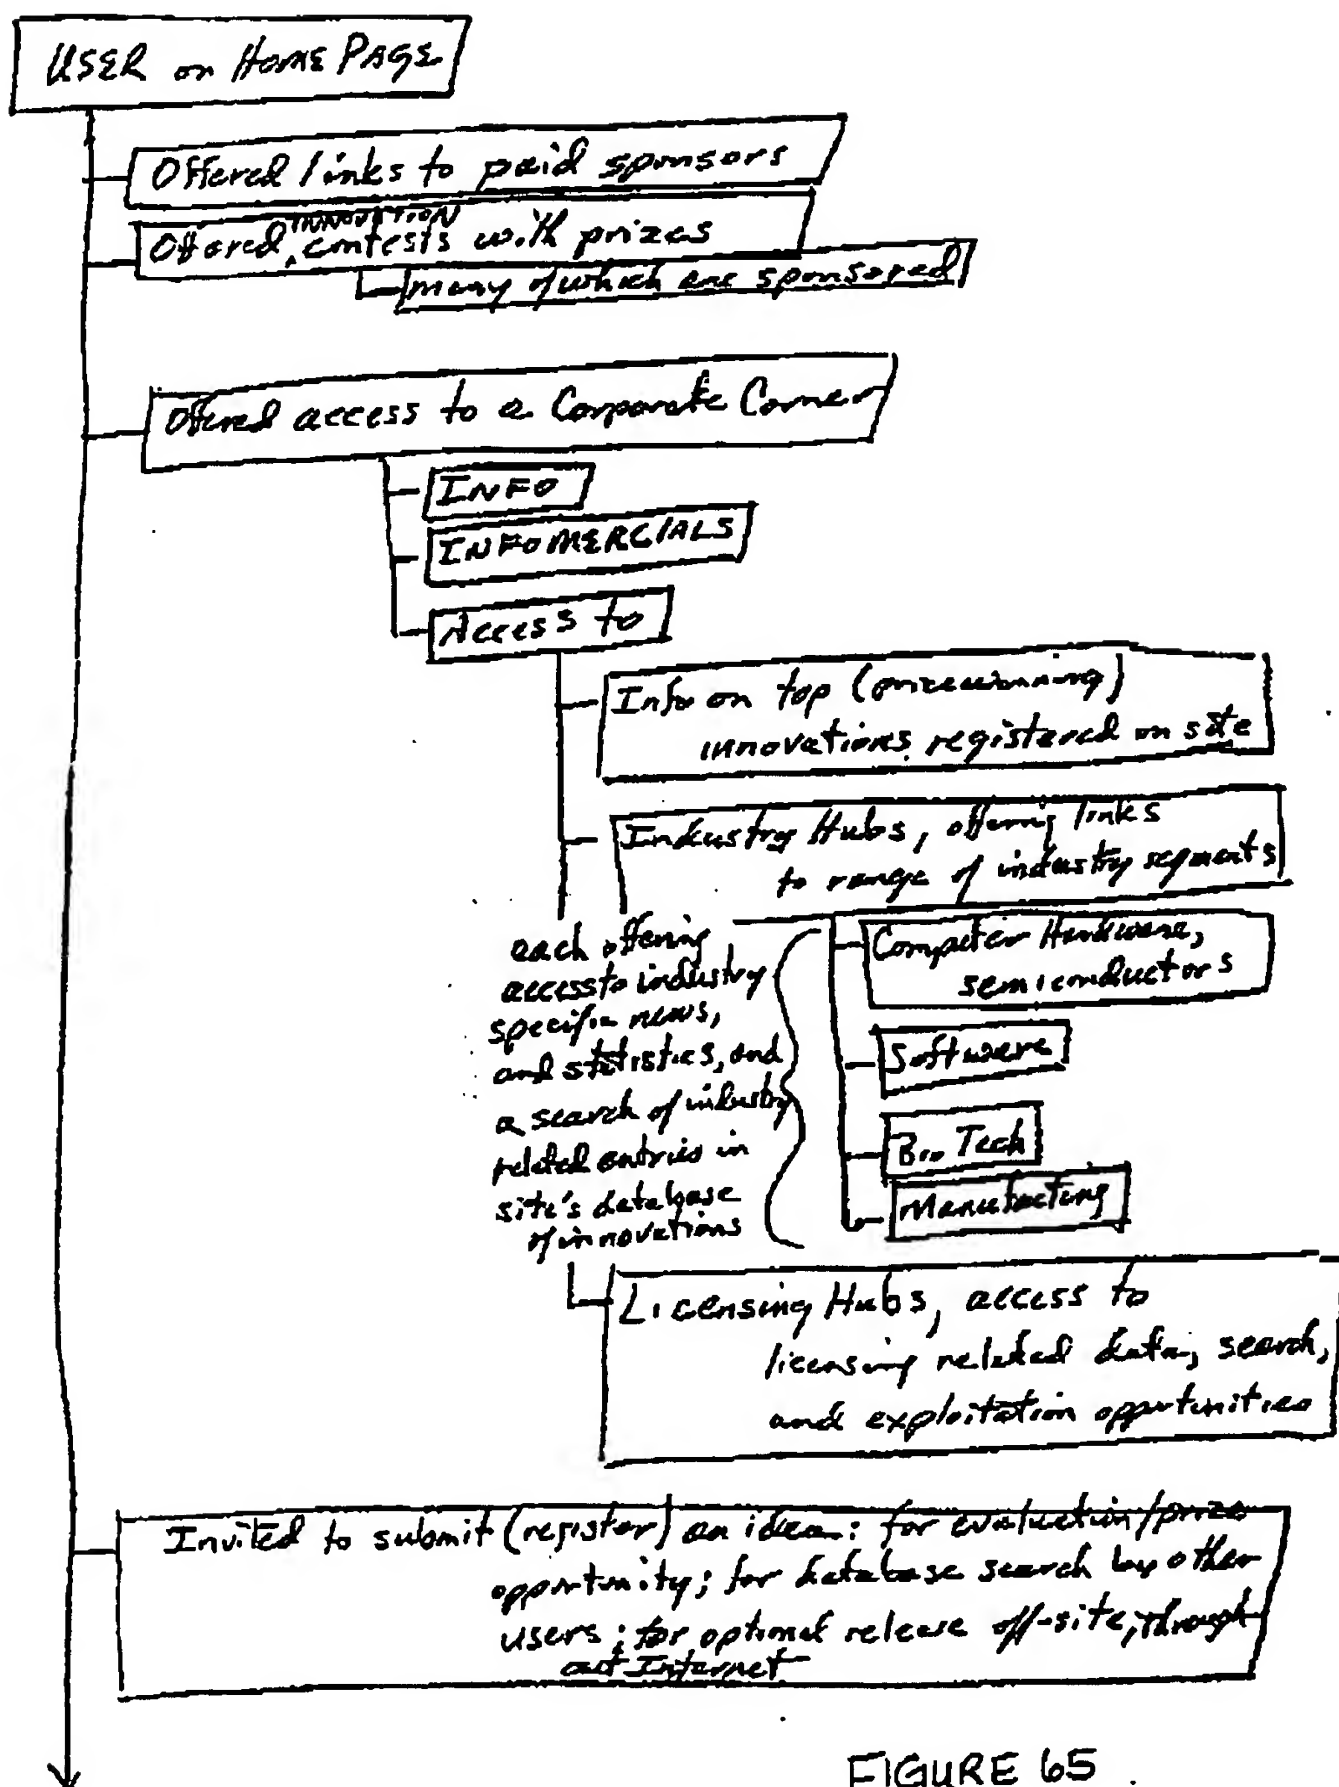 USER on HOME PAGE
Offered links to paid sponsors
INNOVATION
Offered contests with prizes
many of which are sponsored
Offered access to a Corporate Corner
INFO
INFOMERCIALS
Access to
Info on top (prizewinning)
innovations registered on site
Industry Hubs, offering links
to range of industry segments
each offering
access to industry
specific news,
and statistics, and
a search of industry
related entries in
site's database
of innovations
Computer Hardware,
semiconductors
Software
Bio Tech
Manufacturing
Licensing Hubs, access to
licensing related data, search,
and exploitation opportunities
Invited to submit (register) an idea: for evaluation/prize
opportunity; for database search by other
users; for optional release off-site, through
out Internet
FIGURE 65